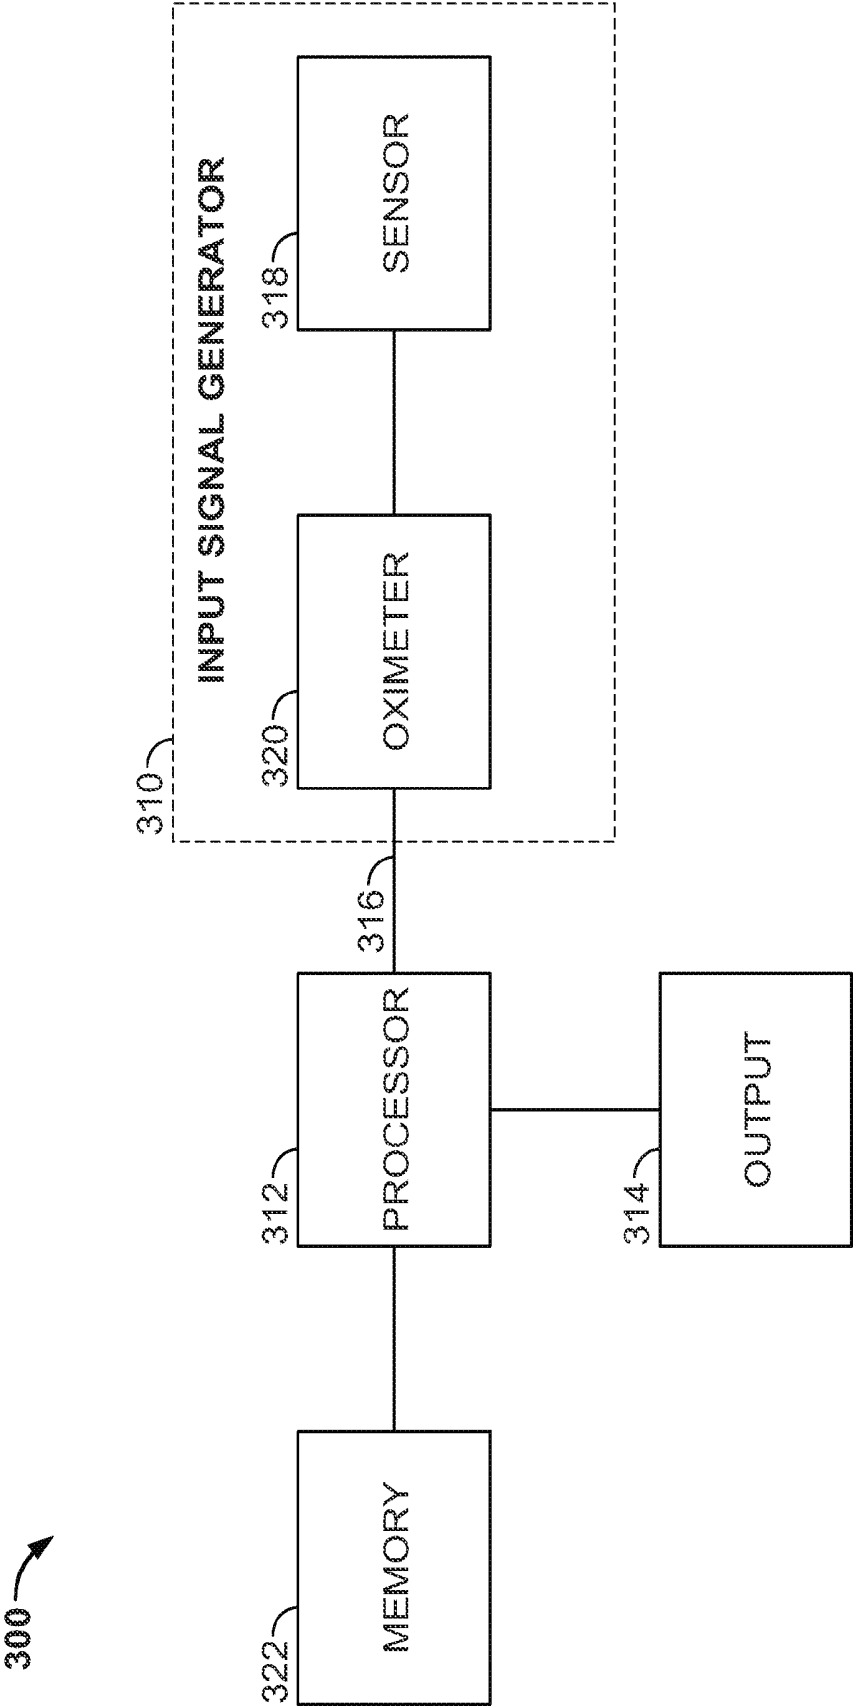 300
310
INPUT SIGNAL GENERATOR
322
MEMORY
312
PROCESSOR
316
320
OXIMETER
318
SENSOR
314
OUTPUT